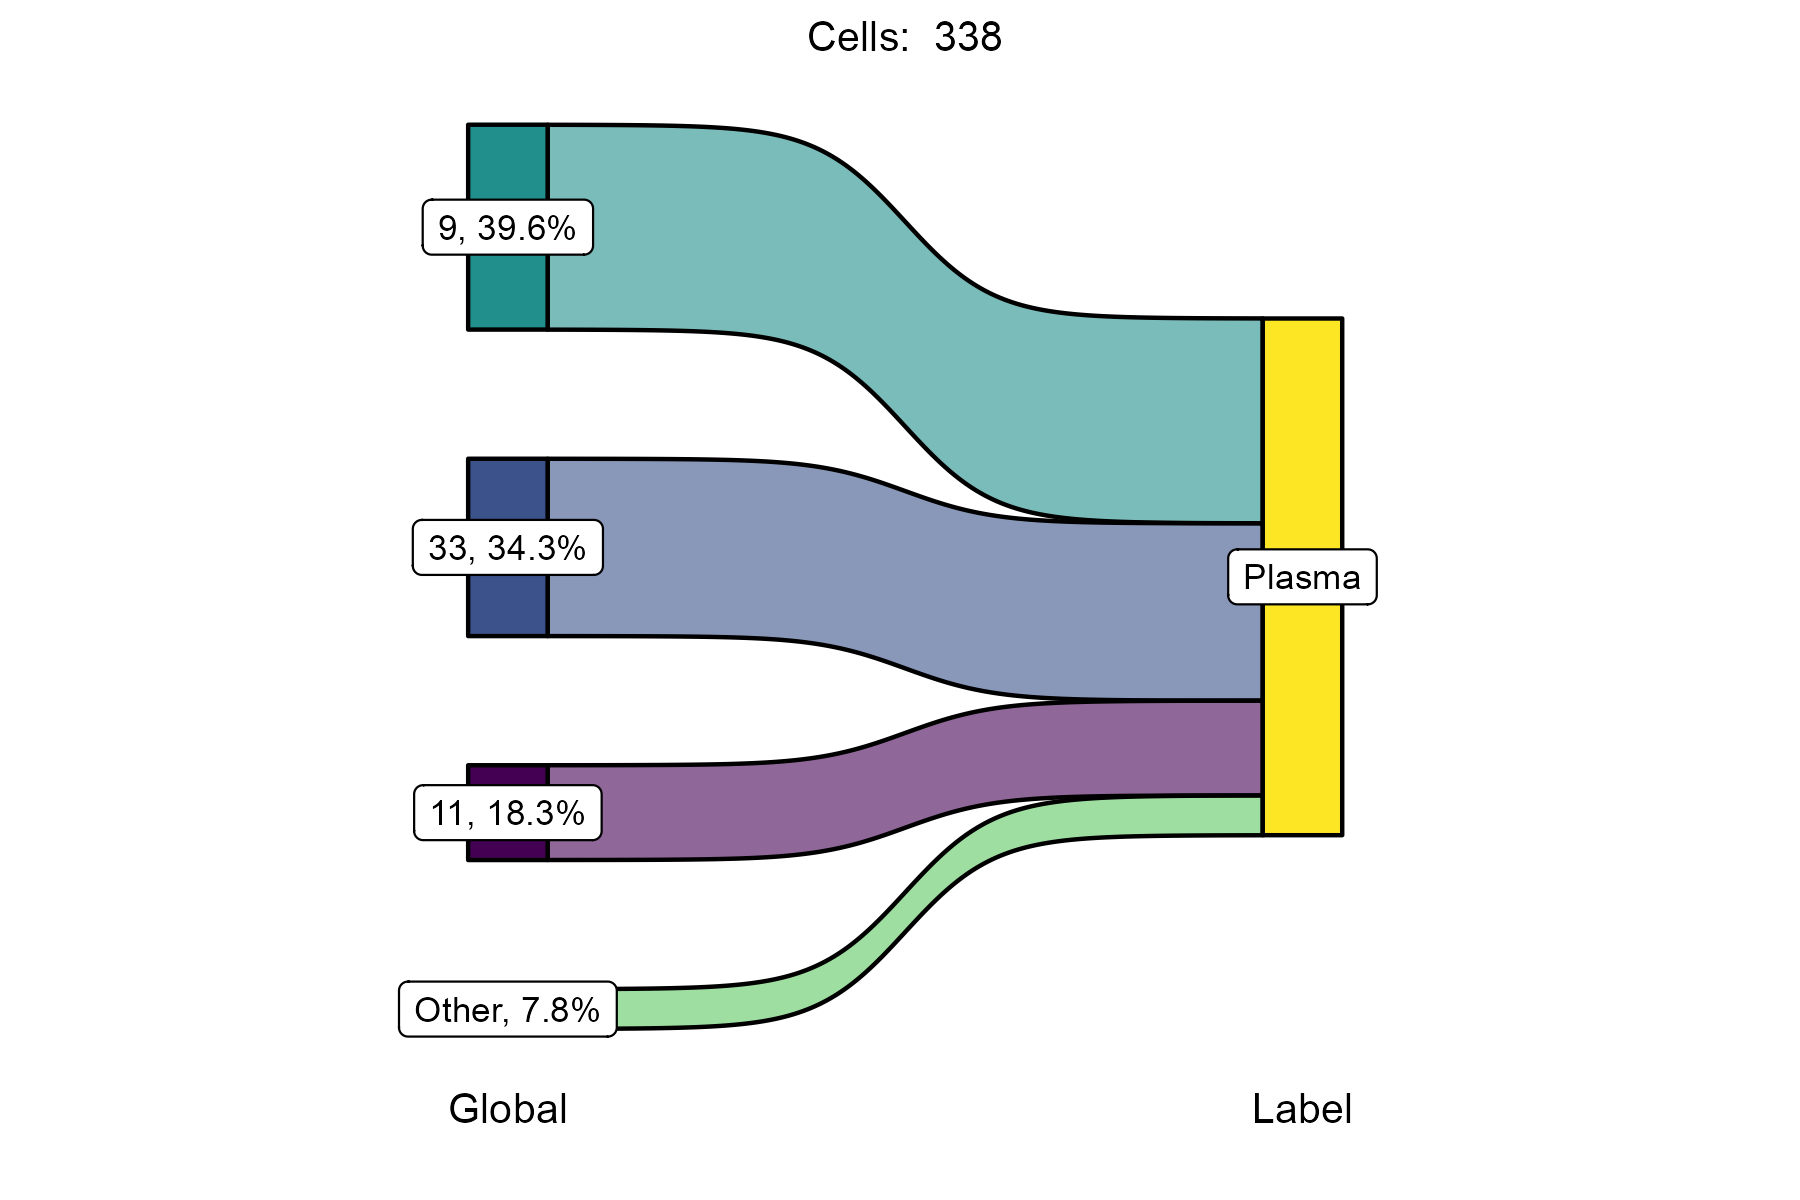 Cells:  338
9, 39.6%
33, 34.3%
Plasma
11, 18.3%
Other, 7.8%
Global
Label